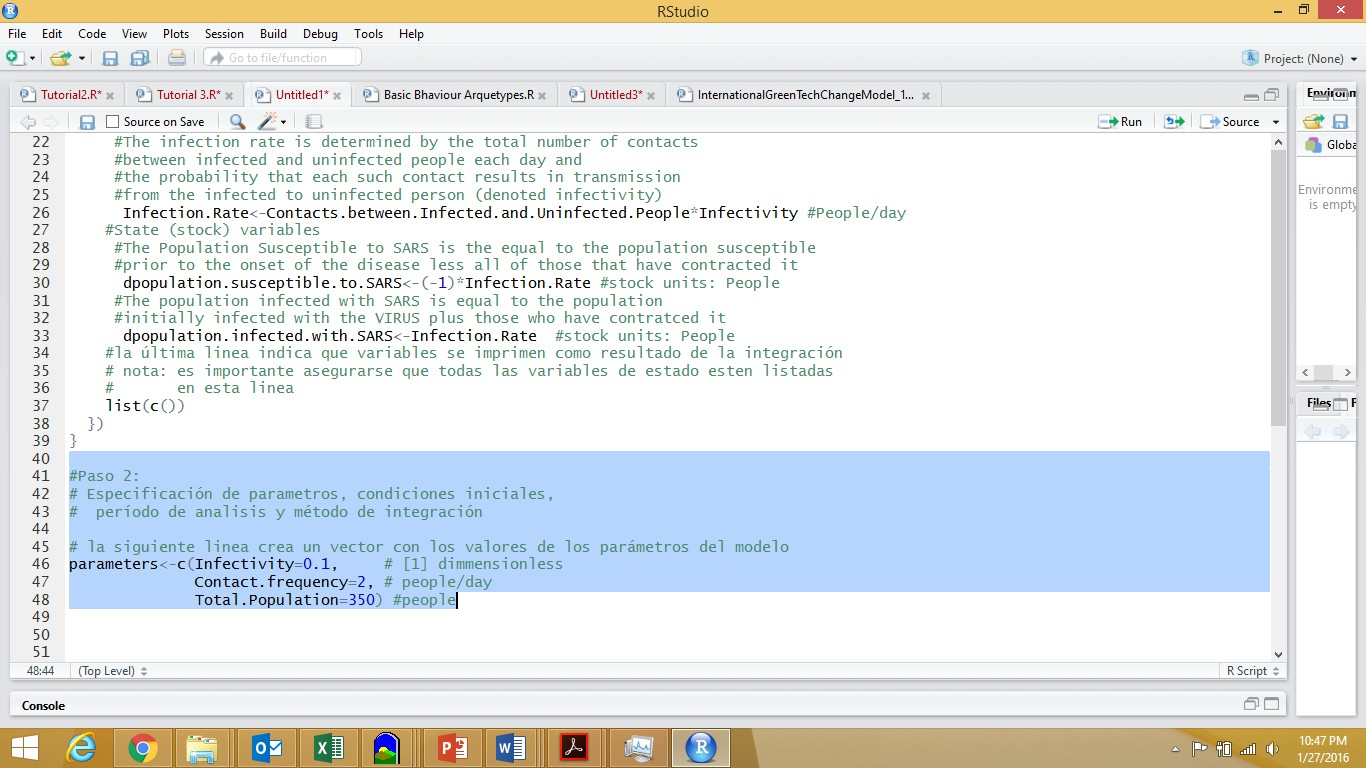 RStudio
File Edit Code View Plots Session Build Debug Tools Help
Go to file/function
Project: (None)
Tutorial2.R*
Tutorial 3.R*
Untitled1*
Basic Bhaviour Arquetypes.R
Untitled3*
InternationalGreenTechChangeModel_1...
Source on Save
Run
Source
22 #The infection rate is determined by the total number of contacts
23 #between infected and uninfected people each day and
24 #the probability that each such contact results in transmission
25 #from the infected to uninfected person (denoted infectivity)
26 Infection.Rate<-Contacts.between.Infected.and.Uninfected.People*Infectivity #People/day
27 #State (stock) variables
28 #The Population Susceptible to SARS is the equal to the population susceptible
29 #prior to the onset of the disease less all of those that have contracted it
30 dpopulation.susceptible.to.SARS<-(-1)*Infection.Rate #stock units: People
31 #The population infected with SARS is equal to the population
32 #initially infected with the VIRUS plus those who have contratced it
33 dpopulation.infected.with.SARS<-Infection.Rate #stock units: People
34 #la última linea indica que variables se imprimen como resultado de la integración
35 # nota: es importante asegurarse que todas las variables de estado esten listadas
36 # en esta linea
37 list(c())
38 })
39 }
40
41 #Paso 2:
42 # Especificación de parametros, condiciones iniciales,
43 # período de analisis y método de integración
44
45 # la siguiente linea crea un vector con los valores de los parámetros del modelo
46 parameters<-c(Infectivity=0.1, # [1] dimmensionless
47 Contact.frequency=2, # people/day
48 Total.Population=350) #people
49
50
51
48:44 (Top Level) R Script
Console
Environm
Globa
Environme
is empty
Files P
10:47 PM
1/27/2016